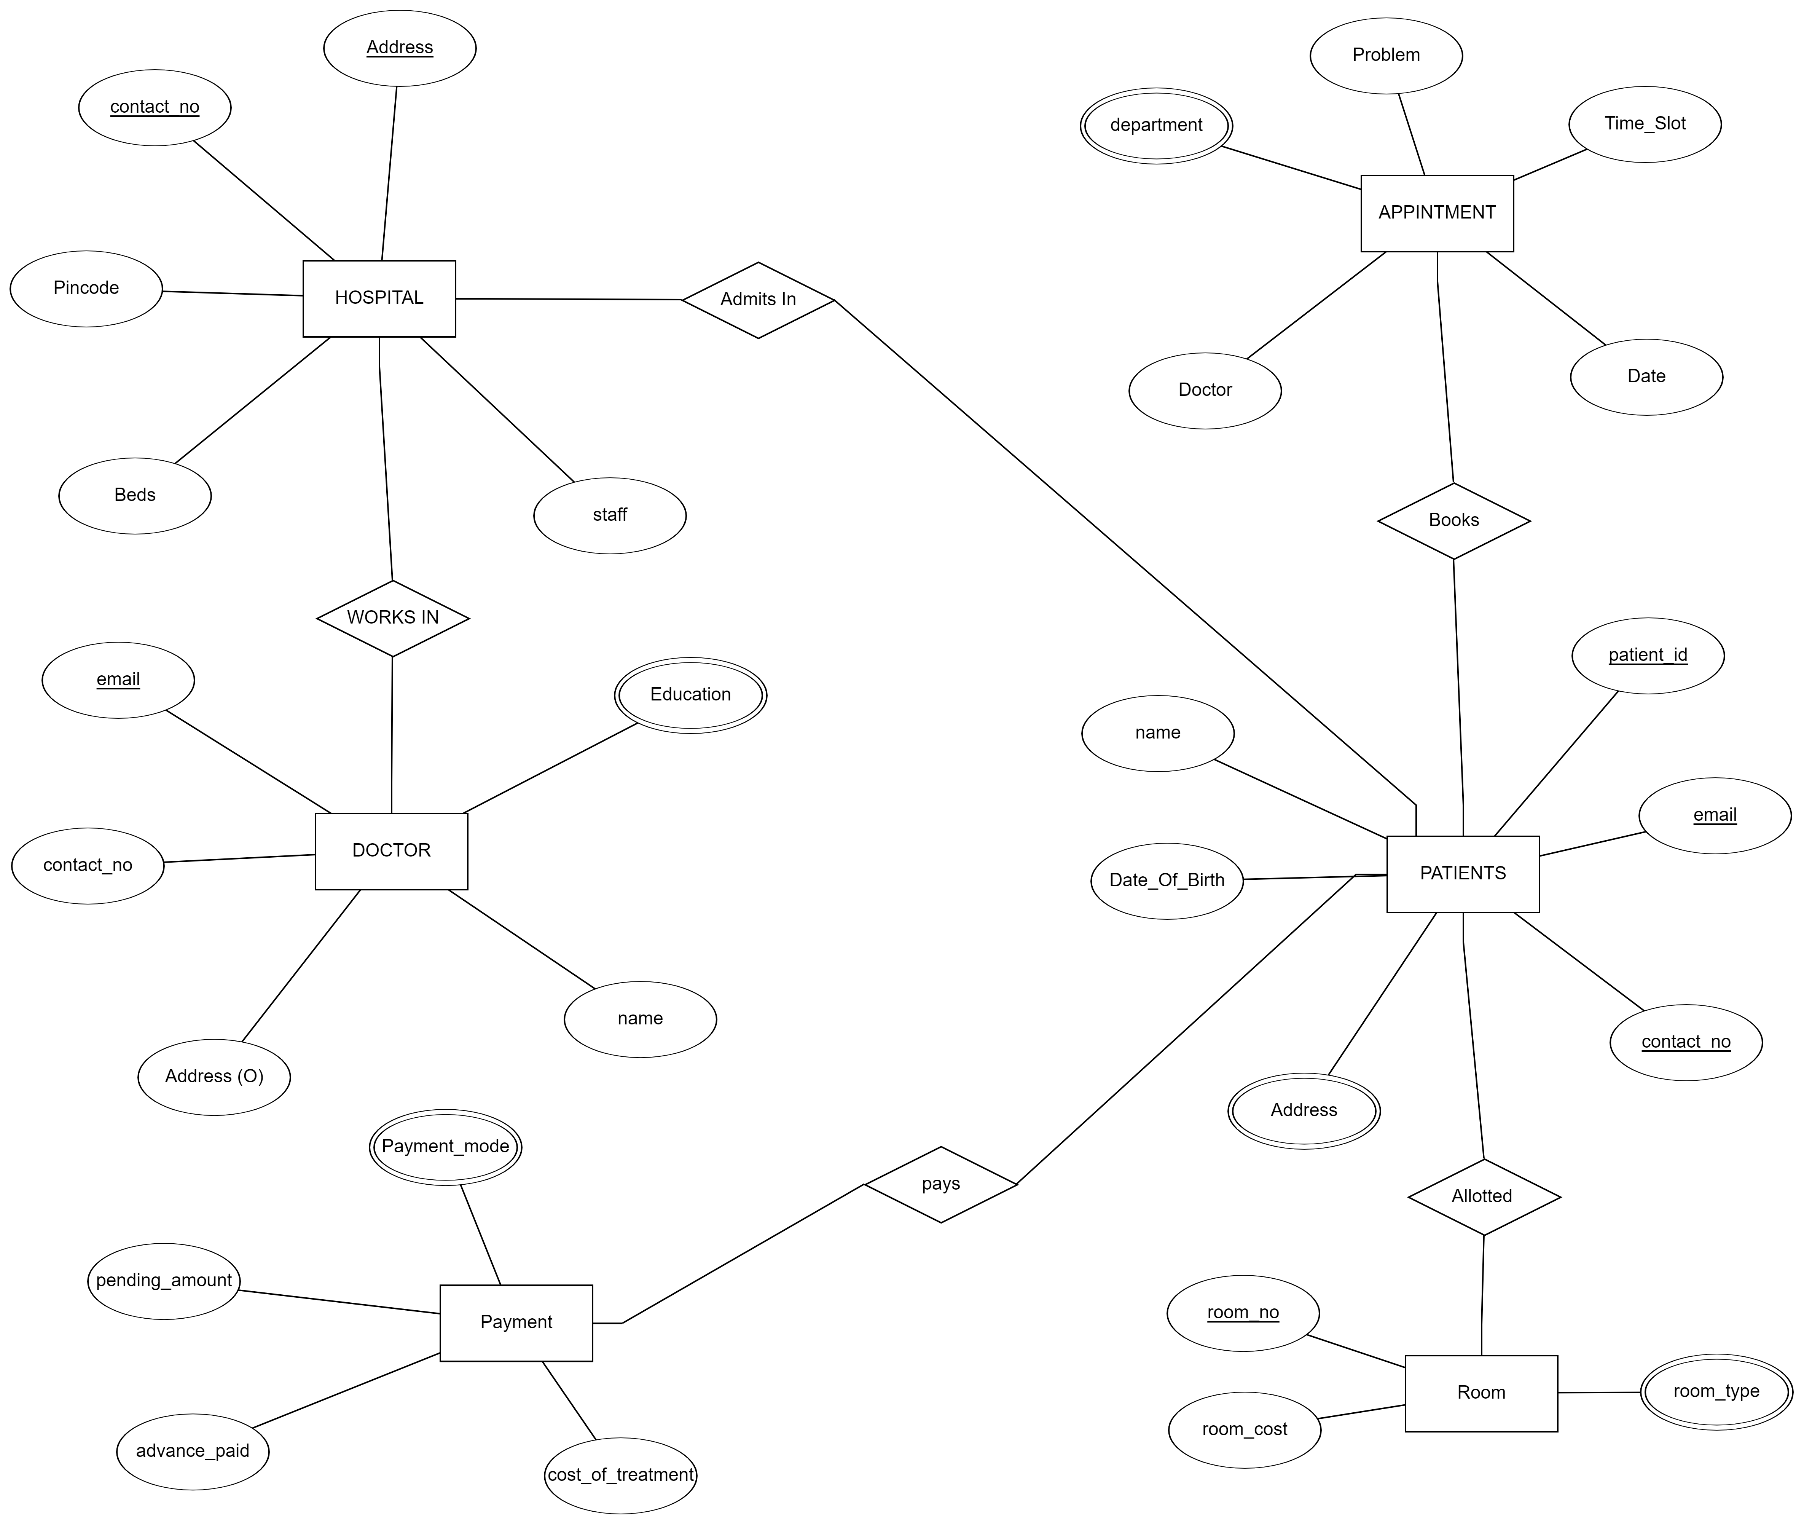 Address
Problem
contact_no
department
Time_Slot
APPINTMENT
Pincode
HOSPITAL
Admits In
Doctor
Date
Beds
staff
Books
WORKS IN
email
Education
patient_id
name
email
contact_no
DOCTOR
Date_Of_Birth
PATIENTS
name
contact_no
Address (O)
Address
Payment_mode
pays
Allotted
pending_amount
Payment
room_no
Room
room_type
room_cost
advance_paid
cost_of_treatment